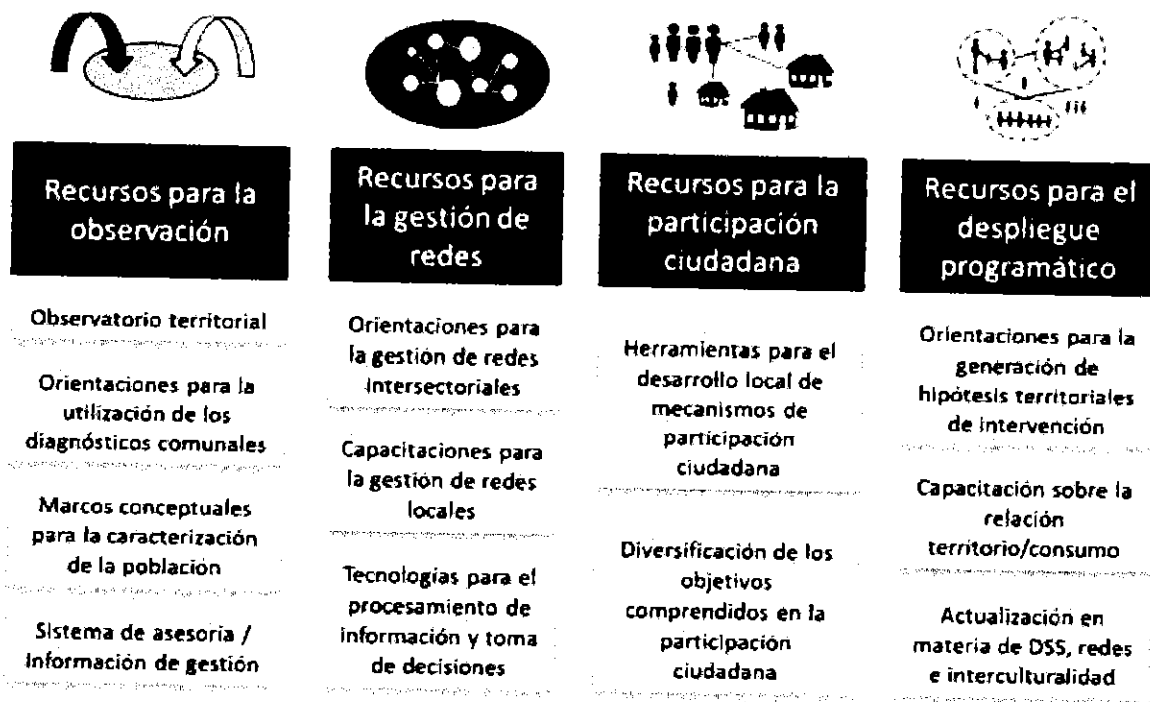 Recursos para la
observación
Observatorio territorial
Orientaciones para la
utilización de los
diagnósticos comunales
Marcos conceptuales
para la caracterización
de la población
Sistema de asesoría /
Información de gestión
Recursos para
la gestión de
redes
Orientaciones para
la gestión de redes
Intersectoriales
Capacitaciones para
la gestión de redes
locales
Tecnologías para el
procesamiento de
información y toma
de decisiones
Recursos para la
participación
ciudadana
Herramientas para el
desarrollo local de
mecanismos de
participación
ciudadana
Diversificación de los
objetivos
comprendidos en la
participación
ciudadana
Recursos para el
despliegue
programático
Orientaciones para la
generación de
hipótesis territoriales
de intervención
Capacitación sobre la
relación
territorio/consumo
Actualización en
materia de DSS, redes
e interculturalidad